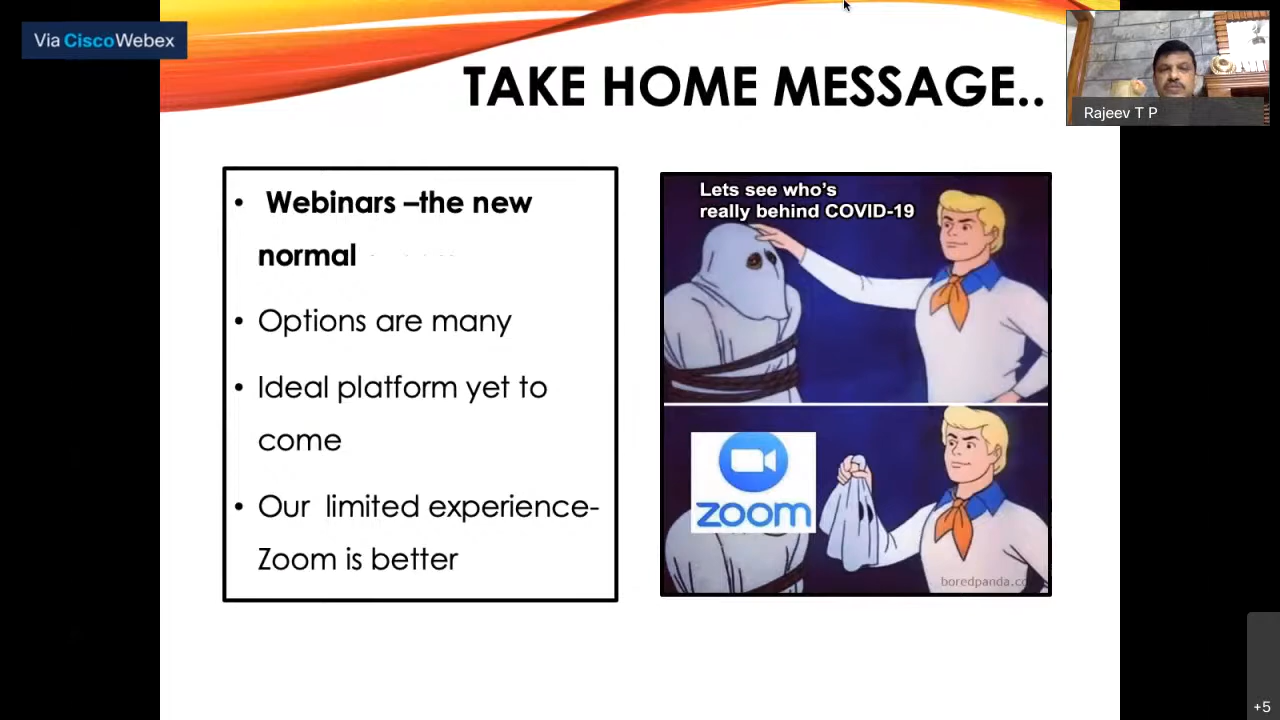 Via CiscoWebex
TAKE HOME MESSAGE..
Rajeev T P
• Webinars –the new
normal
• Options are many
• Ideal platform yet to
come
• Our limited experience-
Zoom is better
Lets see who's
really behind COVID-19
zoom
boredpanda.co
+5